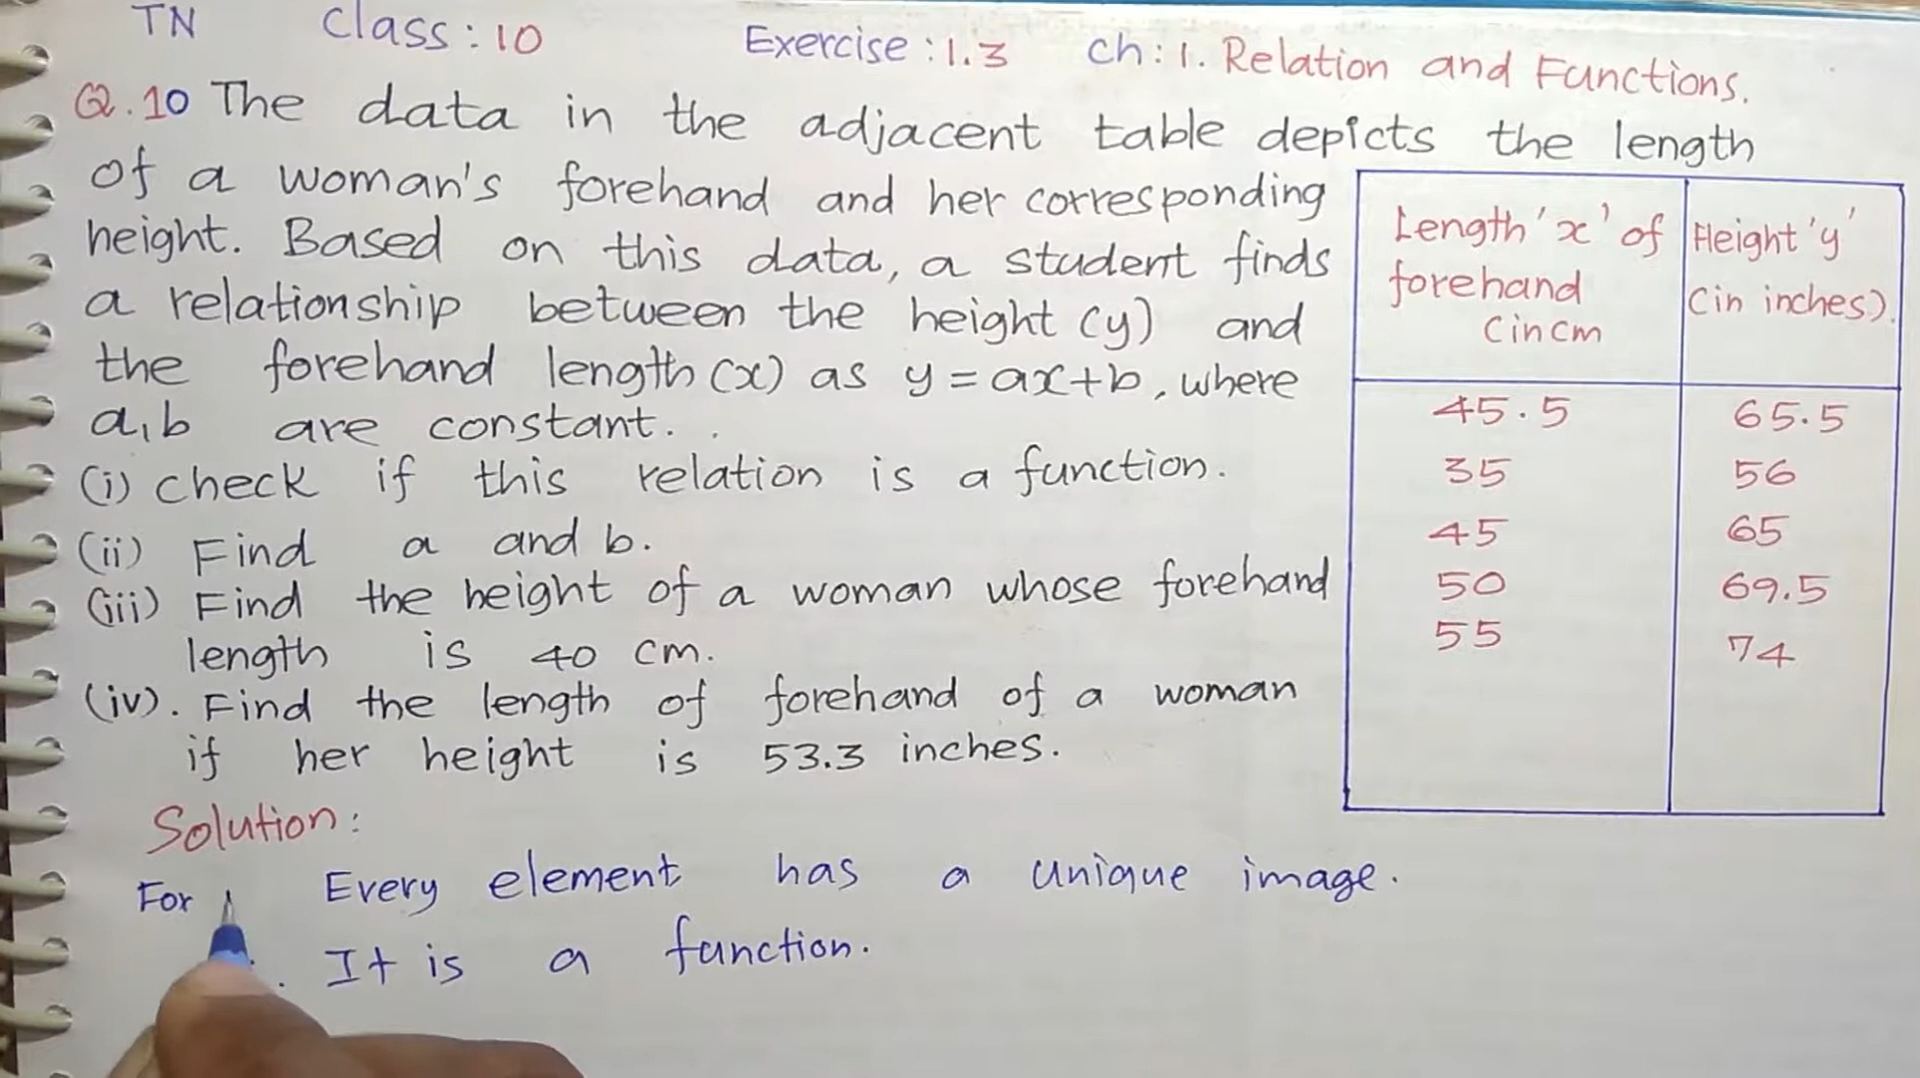 TN Class : 10 Exercise : 1.3 Ch : 1. Relation and Functions.
Q.10 The data in the adjacent table depicts the length
of a woman's forehand and her corresponding
height. Based on this data, a student finds
a relationship between the height (y) and
the forehand length (x) as y = ax+b, where
a,b are constant. .
(i) check if this relation is a function.
(ii) Find a and b.
(iii) Find the height of a woman whose forehand
length is 40 cm.
(iv). Find the length of forehand of a woman
if her height is 53.3 inches.
Length 'x' of
forehand
(in cm
Height 'y'
(in inches).
45.5 65.5
35 56
45 65
50 69.5
55 74
Solution :
For Every element has a unique image.
It is a function.